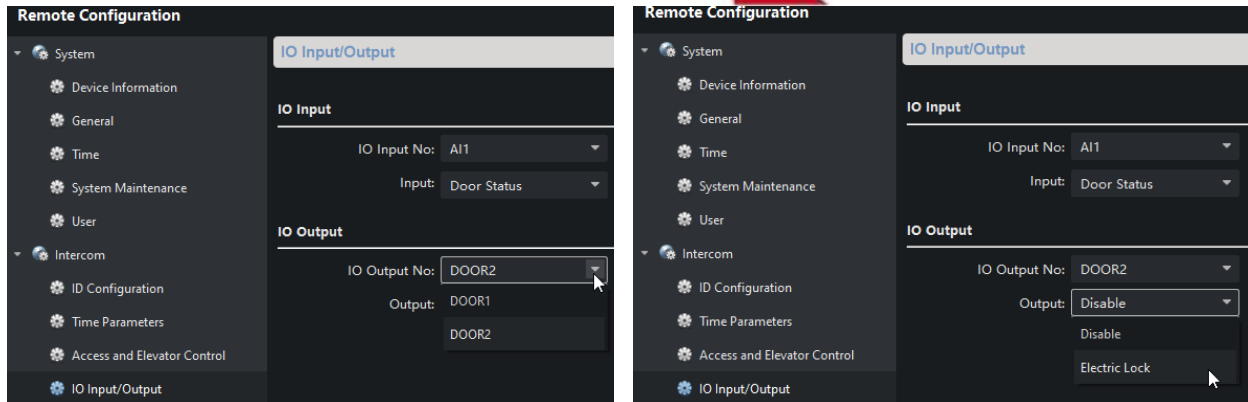 Remote Configuration
System
Device Information
General
Time
System Maintenance
User
Intercom
ID Configuration
Time Parameters
Access and Elevator Control
IO Input/Output
IO Input/Output
IO Input
IO Input No: AI1
Input: Door Status
IO Output
IO Output No: DOOR2
Output: DOOR1
DOOR2
Remote Configuration
System
Device Information
General
Time
System Maintenance
User
Intercom
ID Configuration
Time Parameters
Access and Elevator Control
IO Input/Output
IO Input/Output
IO Input
IO Input No: AI1
Input: Door Status
IO Output
IO Output No: DOOR2
Output: Disable
Disable
Electric Lock